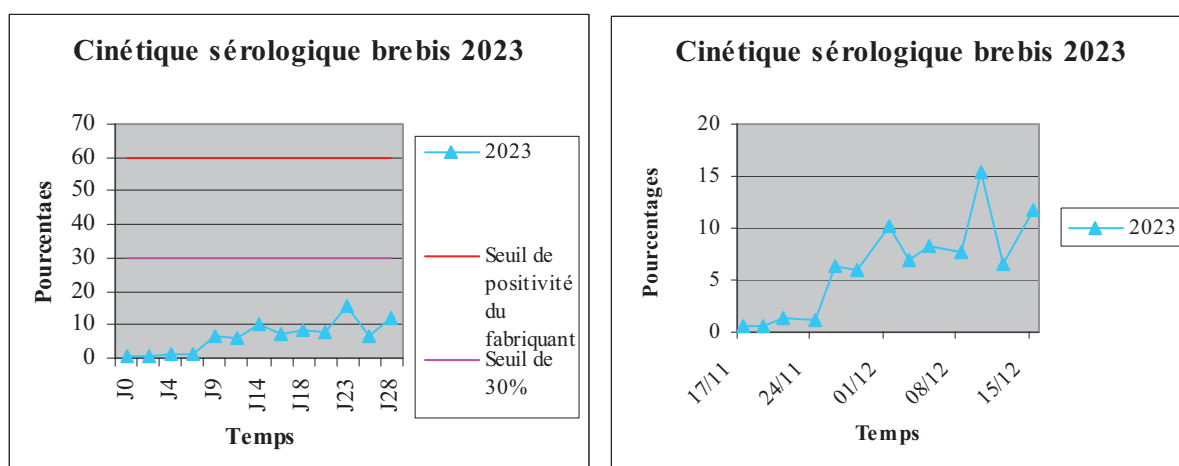 Cinétique sérologique brebis 2023
70
60
50
40
30
20
10
0
Pourcentaes
J0
J4
J9
J14
J18
J23
J28
Temps
2023
Seuil de
positivité
du
fabriquant
Seuil de
30%
Cinétique sérologique brebis 2023
20
15
10
5
0
Pourcentages
17/11
24/11
01/12
08/12
15/12
Temps
2023